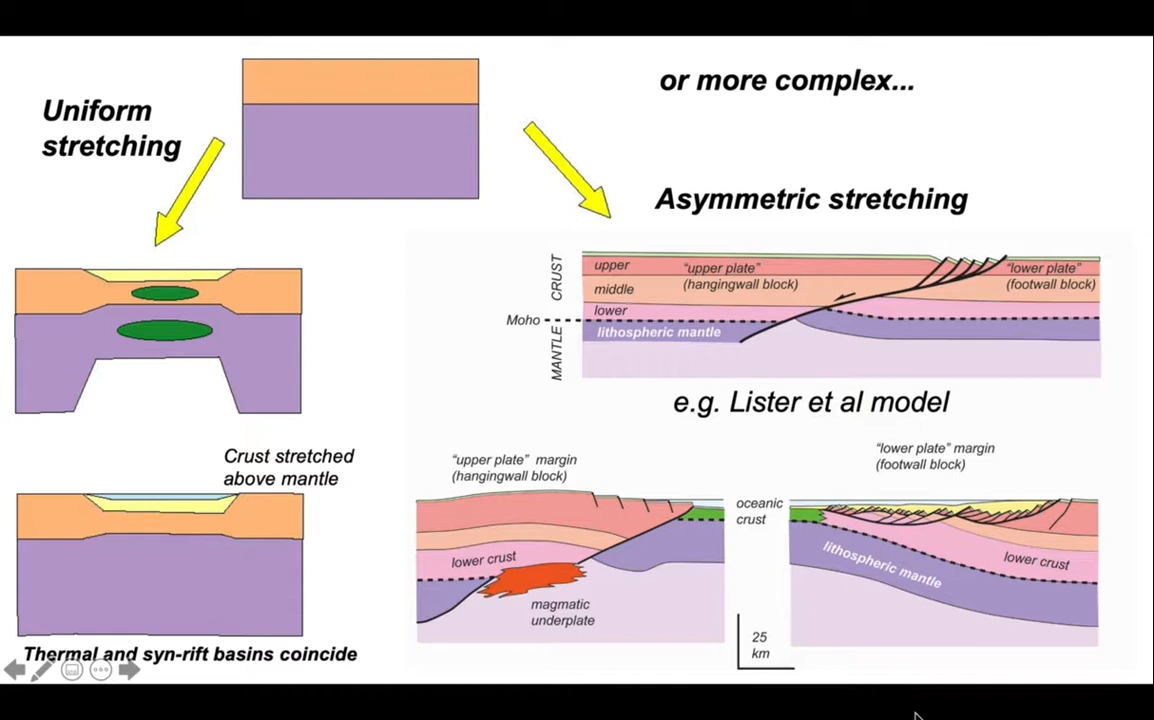 Uniform
stretching
or more complex...
Asymmetric stretching
CRUST
MANTLE
Moho
upper
middle
lower
lithospheric mantle
"upper plate"
(hangingwall block)
"lower plate"
(footwall block)
e.g. Lister et al model
Crust stretched
above mantle
Thermal and syn-rift basins coincide
"upper plate" margin
(hangingwall block)
lower crust
magmatic
underplate
oceanic
crust
25
km
"lower plate" margin
(footwall block)
lithospheric mantle
lower crust